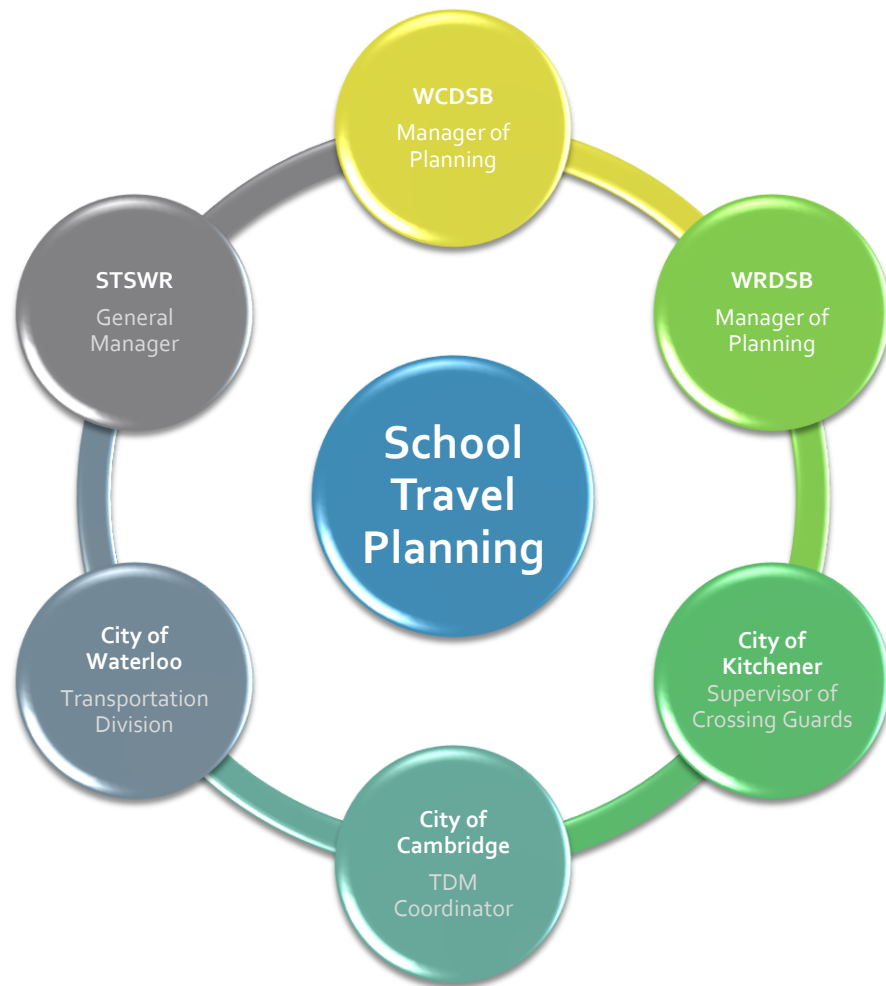 WCDSB
Manager of
Planning
WRDSB
Manager of
Planning
City of
Kitchener
Supervisor of
Crossing Guards
City of
Cambridge
TDM
Coordinator
City of
Waterloo
Transportation
Division
STSWR
General
Manager
School
Travel
Planning